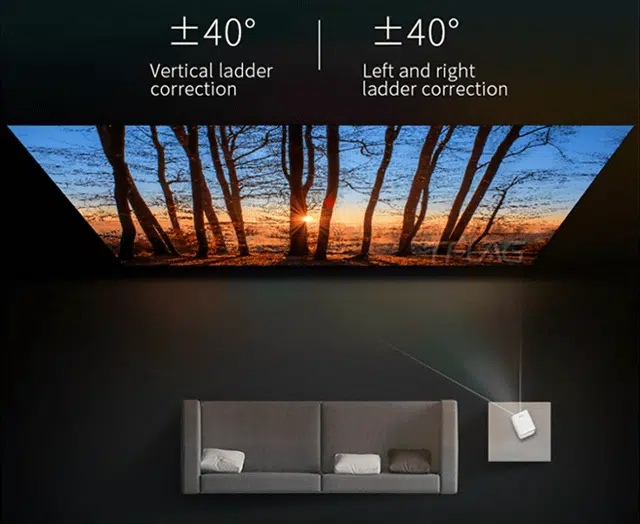 ±40°
±40°
Vertical ladder
correction
Left and right
ladder correction